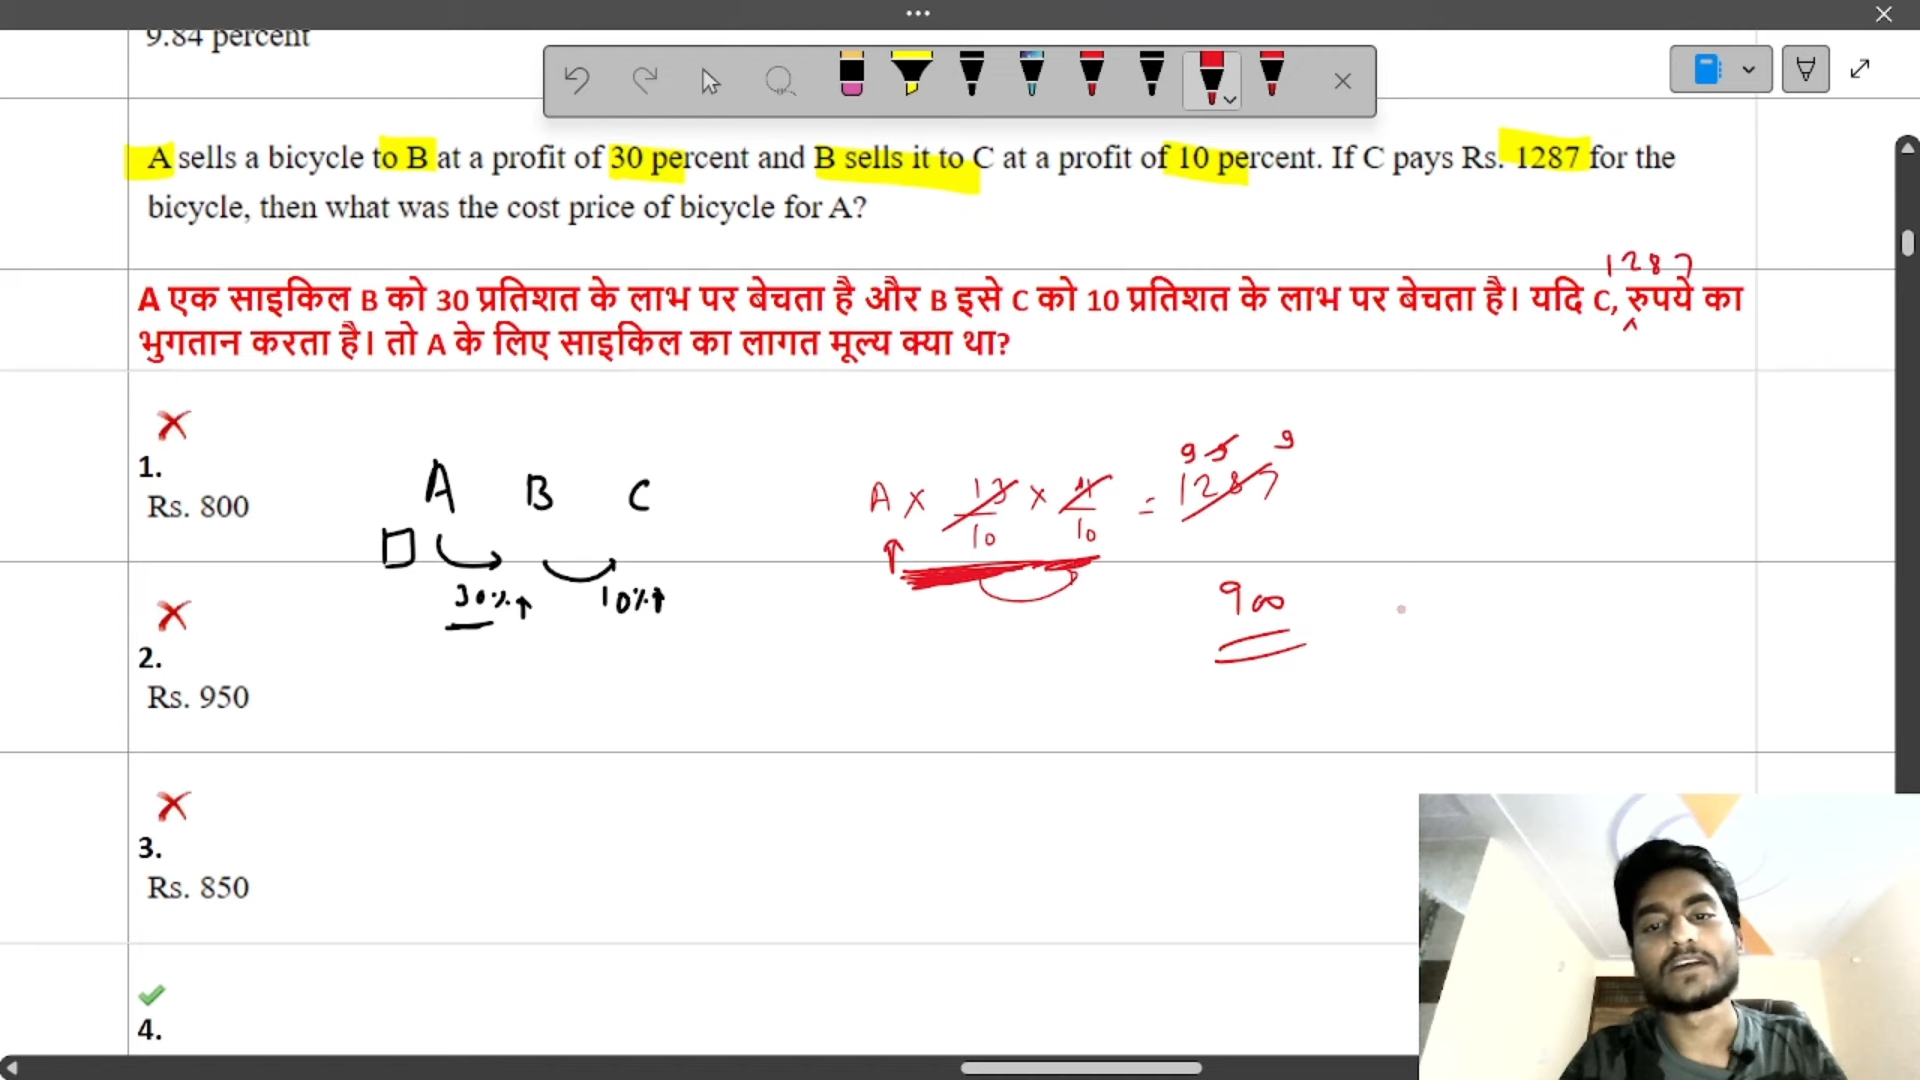 9.84 percent
A sells a bicycle to B at a profit of 30 percent and B sells it to C at a profit of 10 percent. If C pays Rs. 1287 for the
bicycle, then what was the cost price of bicycle for A?
1287
A एक साइकिल B को 30 प्रतिशत के लाभ पर बेचता है और B इसे C को 10 प्रतिशत के लाभ पर बेचता है। यदि C, रुपये का
भुगतान करता है। तो A के लिए साइकिल का लागत मूल्य क्या था?
1.
Rs. 800
A B C
30%↑ 10%↑
99 9
A × 13/10 × 11/10 = 1287
900
2.
Rs. 950
3.
Rs. 850
4.